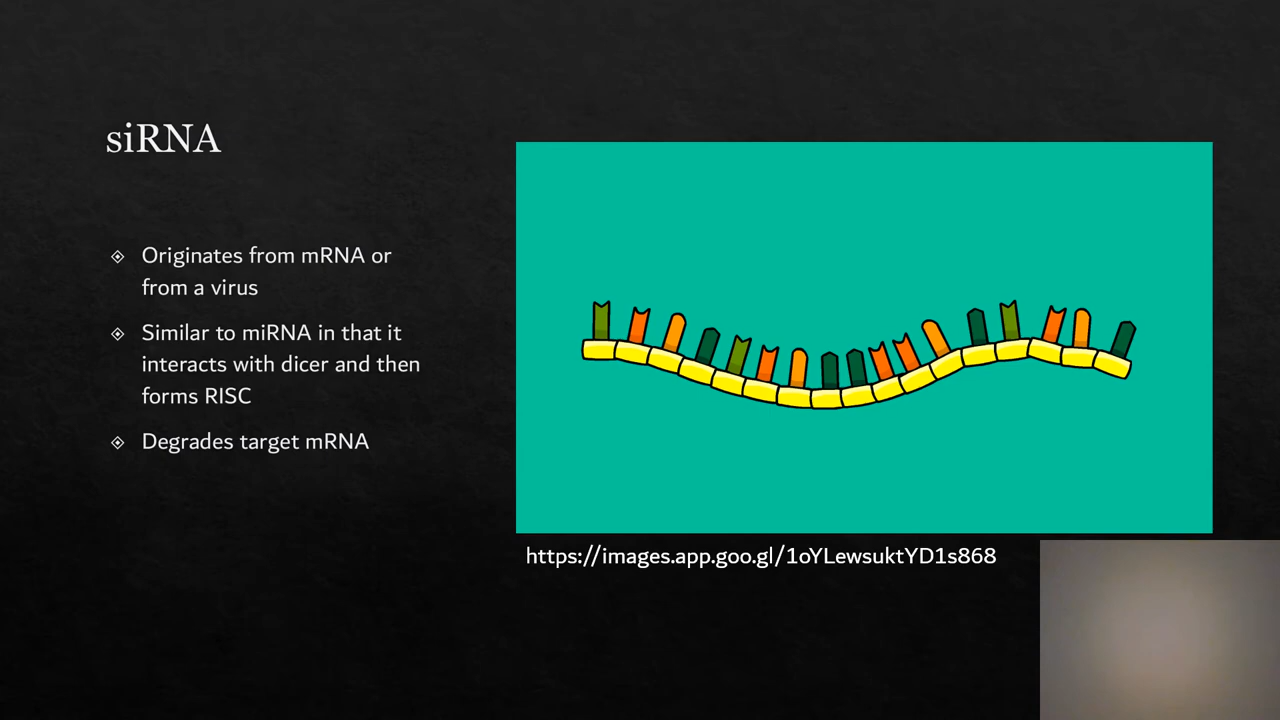 siRNA
Originates from mRNA or
from a virus
Similar to miRNA in that it
interacts with dicer and then
forms RISC
Degrades target mRNA
https://images.app.goo.gl/1oYLewsuktYD1s868